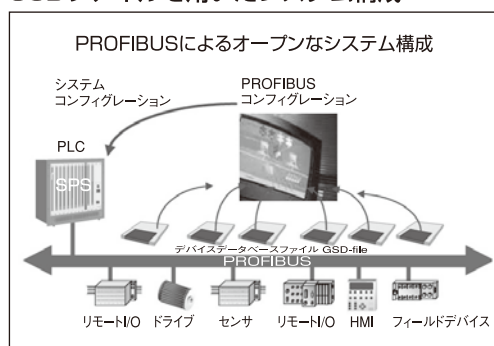 PROFIBUSによるオープンなシステム構成
システム
コンフィグレーション
PROFIBUS
コンフィグレーション
PLC
SPS
デバイスデータベースファイル GSD-file
PROFIBUS
リモートI/O ドライブ センサ リモートI/O HMI フィールドデバイス